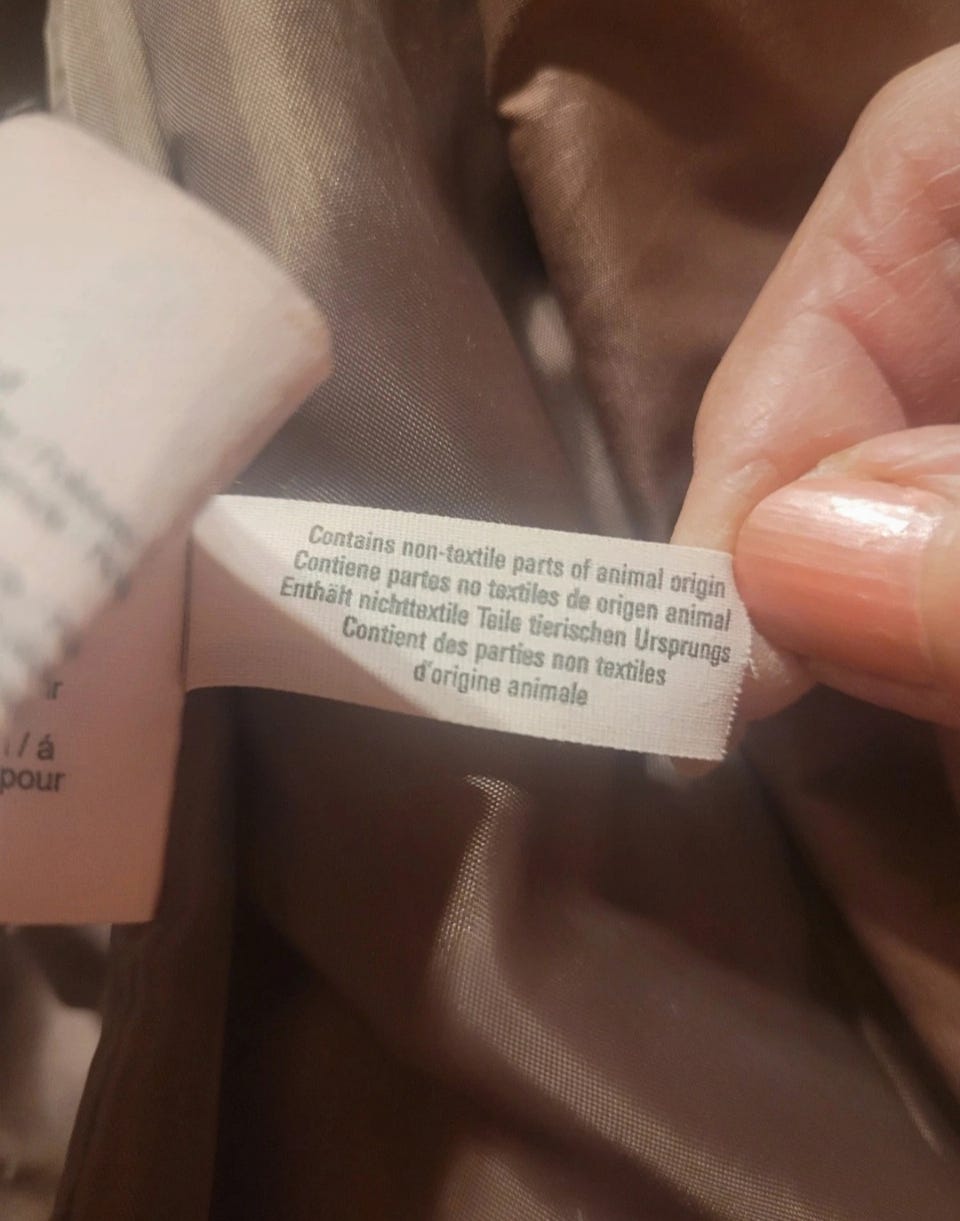 Contains non-textile parts of animal origin
Contiene partes no textiles de origen animal
Enthält nichttextile Teile tierischen Ursprungs
Contient des parties non textiles
d'origine animale
/ á
pour